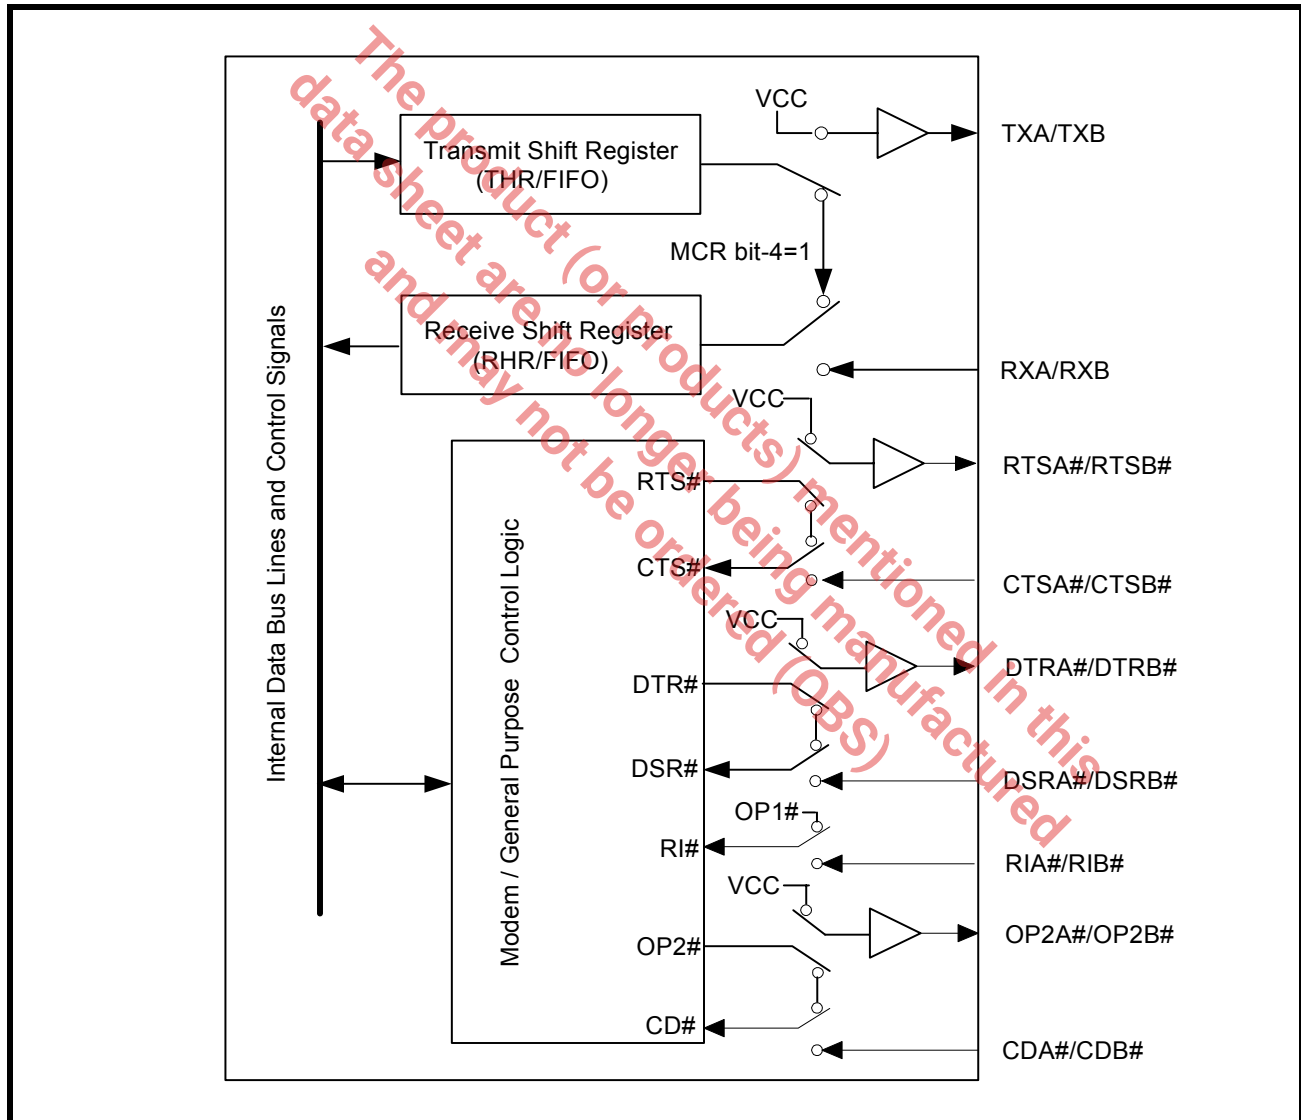 The product (or products) mentioned in this
data sheet are no longer being manufactured
and may not be ordered (OBS)
VCC
TXA/TXB
Transmit Shift Register
(THR/FIFO)
MCR bit-4=1
Receive Shift Register
(RHR/FIFO)
RXA/RXB
VCC
RTSA#/RTSB#
RTS#
Internal Data Bus Lines and Control Signals
Modem / General Purpose Control Logic
CTS#
CTSA#/CTSB#
VCC
DTRA#/DTRB#
DTR#
DSR#
DSRA#/DSRB#
OP1#
RI#
RIA#/RIB#
VCC
OP2A#/OP2B#
OP2#
CD#
CDA#/CDB#